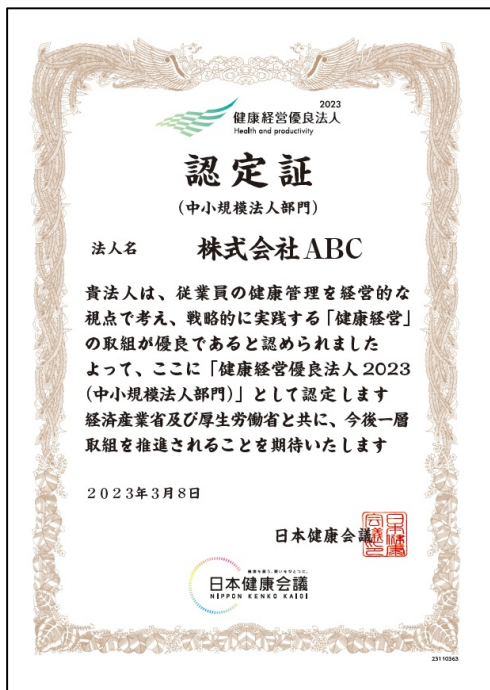 2023
健康経営優良法人
Health and productivity
認定証
(中小規模法人部門)
法人名 株式会社ABC
貴法人は、従業員の健康管理を経営的な
視点で考え、戦略的に実践する「健康経営」
の取組が優良であると認められました
よって、ここに「健康経営優良法人2023
(中小規模法人部門)」として認定します
経済産業省及び厚生労働省と共に、今後一層
取組を推進されることを期待いたします
2023年3月8日
日本健康会議
日本健康会議
NIPPON KENKO KAIGI
23110363